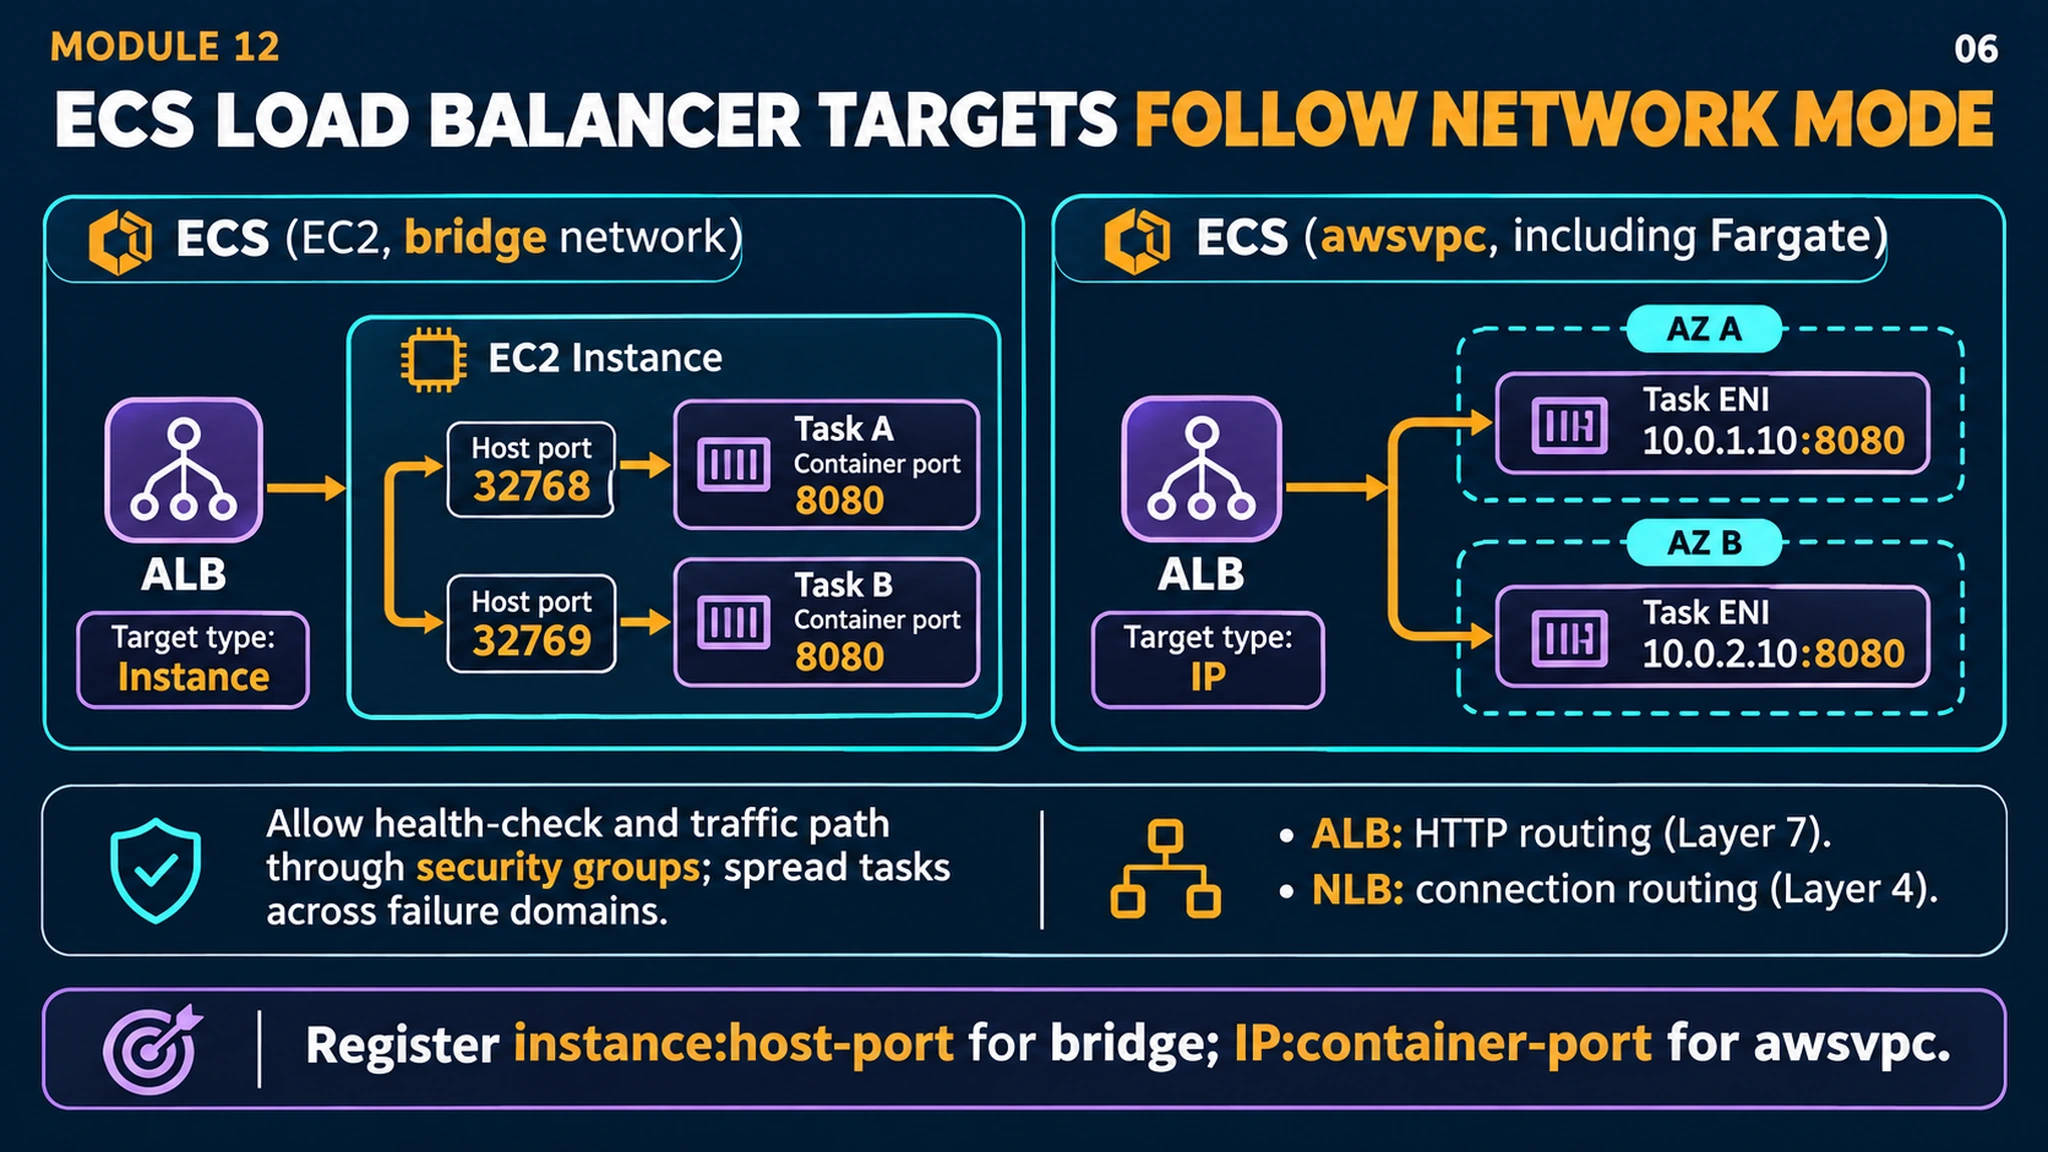 MODULE 12
06
ECS LOAD BALANCER TARGETS FOLLOW NETWORK MODE
ECS (EC2, bridge network)
EC2 Instance
ALB
Target type:
Instance
Host port
32768
Task A
Container port
8080
Host port
32769
Task B
Container port
8080
ECS (awsvpc, including Fargate)
ALB
Target type:
IP
AZ A
Task ENI
10.0.1.10:8080
AZ B
Task ENI
10.0.2.10:8080
Allow health-check and traffic path
through security groups; spread tasks
across failure domains.
• ALB: HTTP routing (Layer 7).
• NLB: connection routing (Layer 4).
Register instance:host-port for bridge; IP:container-port for awsvpc.